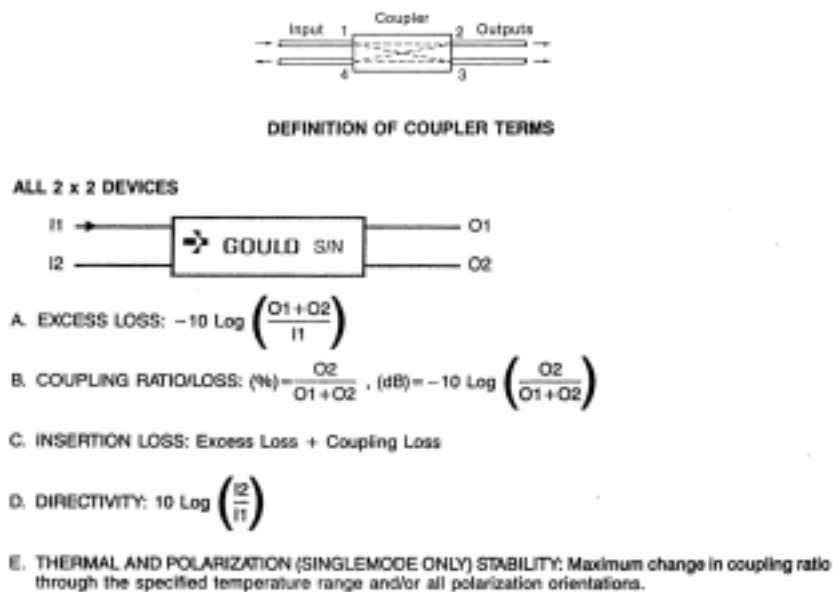 Coupler
Input 1 2 Outputs
4 3
DEFINITION OF COUPLER TERMS
ALL 2 x 2 DEVICES
I1 O1
GOULD S/N
I2 O2
A. EXCESS LOSS: −10 Log (O1+O2/I1)
B. COUPLING RATIO/LOSS: (%)=O2/O1+O2 , (dB)=−10 Log (O2/O1+O2)
C. INSERTION LOSS: Excess Loss + Coupling Loss
D. DIRECTIVITY: 10 Log (I2/I1)
E. THERMAL AND POLARIZATION (SINGLEMODE ONLY) STABILITY: Maximum change in coupling ratio
through the specified temperature range and/or all polarization orientations.